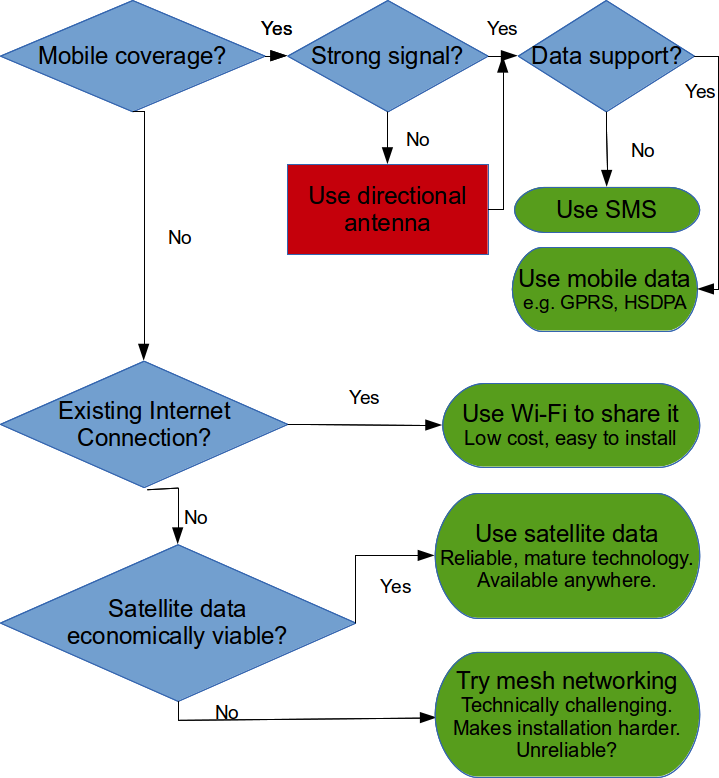 Mobile coverage?
Yes
Strong signal?
Yes
Data support?
Yes
No
No
Use directional
antenna
Use SMS
No
Use mobile data
e.g. GPRS, HSDPA
Existing Internet
Connection?
Yes
Use Wi-Fi to share it
Low cost, easy to install
No
Use satellite data
Reliable, mature technology.
Available anywhere.
Yes
Satellite data
economically viable?
No
Try mesh networking
Technically challenging.
Makes installation harder.
Unreliable?